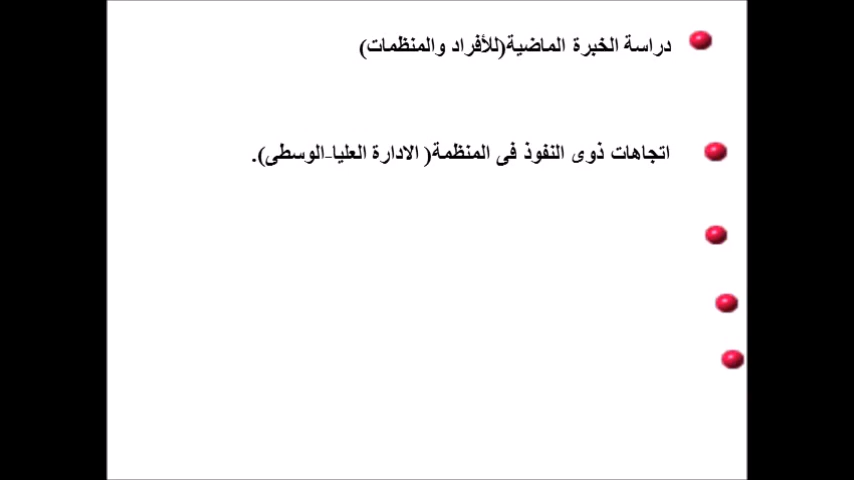 دراسة الخبرة الماضية(للأفراد والمنظمات)
اتجاهات ذوى النفوذ فى المنظمة( الادارة العليا-الوسطى).